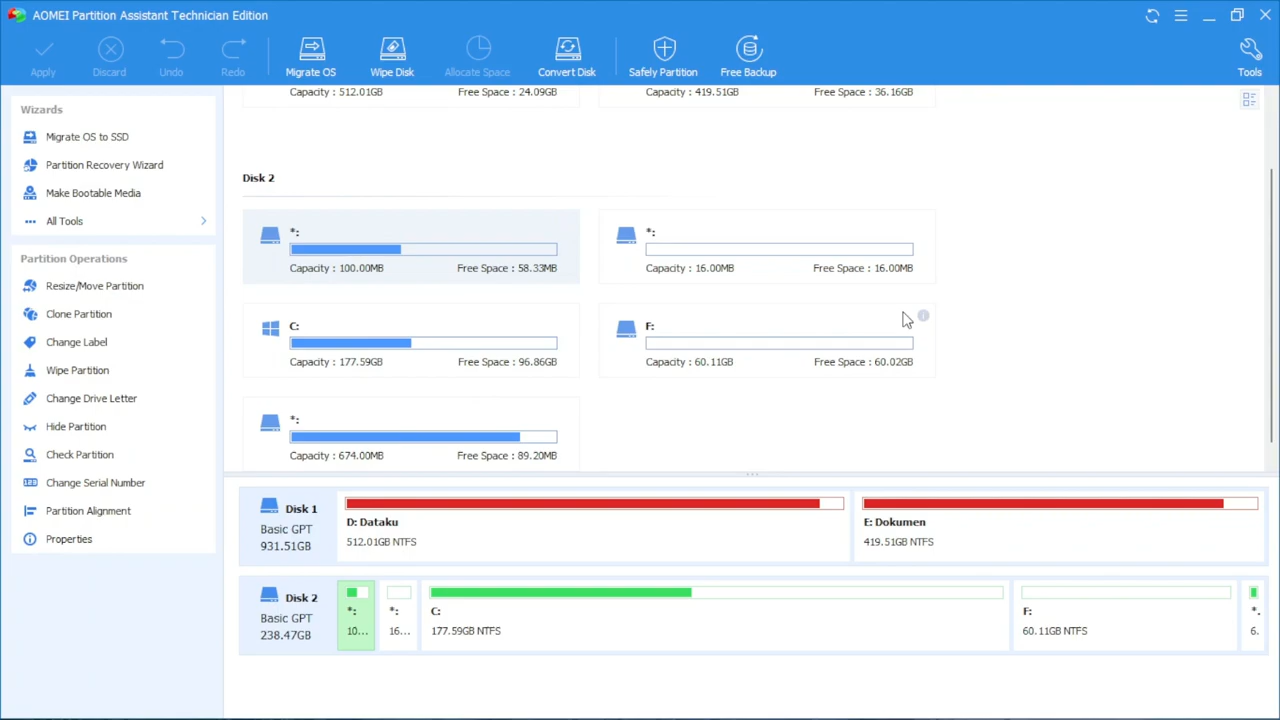 AOMEI Partition Assistant Technician Edition
Apply
Discard
Undo
Redo
Migrate OS
Wipe Disk
Allocate Space
Convert Disk
Safely Partition
Free Backup
Tools
Wizards
Migrate OS to SSD
Partition Recovery Wizard
Make Bootable Media
All Tools
Partition Operations
Resize/Move Partition
Clone Partition
Change Label
Wipe Partition
Change Drive Letter
Hide Partition
Check Partition
Change Serial Number
Partition Alignment
Properties
Capacity : 512.01GB Free Space : 24.09GB
Capacity : 419.51GB Free Space : 36.16GB
Disk 2
*:
Capacity : 100.00MB Free Space : 58.33MB
*:
Capacity : 16.00MB Free Space : 16.00MB
C:
Capacity : 177.59GB Free Space : 96.86GB
F:
Capacity : 60.11GB Free Space : 60.02GB
*:
Capacity : 674.00MB Free Space : 89.20MB
Disk 1
Basic GPT
931.51GB
D: Dataku
512.01GB NTFS
E: Dokumen
419.51GB NTFS
Disk 2
Basic GPT
238.47GB
*:
10...
*:
16...
C:
177.59GB NTFS
F:
60.11GB NTFS
*.
6.